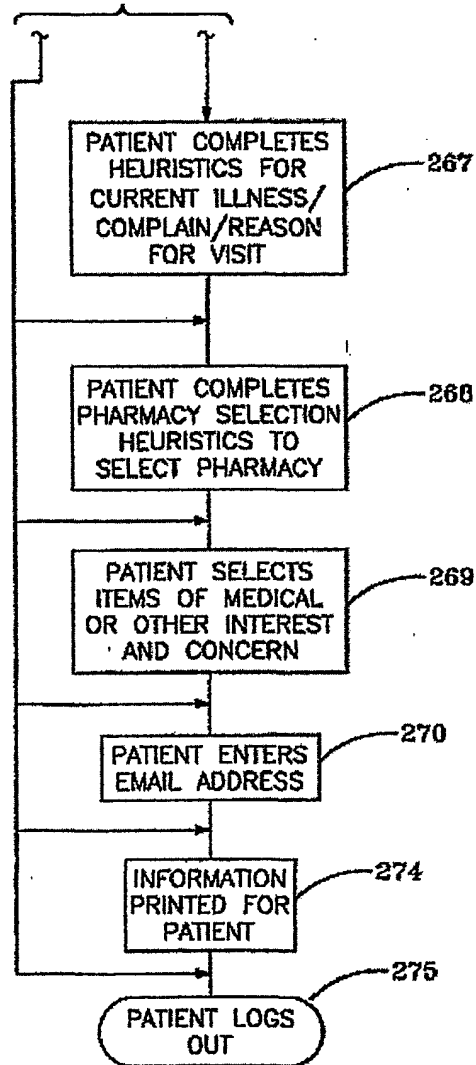 PATIENT COMPLETES
HEURISTICS FOR
CURRENT ILLNESS/
COMPLAIN/REASON
FOR VISIT
267
PATIENT COMPLETES
PHARMACY SELECTION
HEURISTICS TO
SELECT PHARMACY
268
PATIENT SELECTS
ITEMS OF MEDICAL
OR OTHER INTEREST
AND CONCERN
269
PATIENT ENTERS
EMAIL ADDRESS
270
INFORMATION
PRINTED FOR
PATIENT
274
PATIENT LOGS
OUT
275